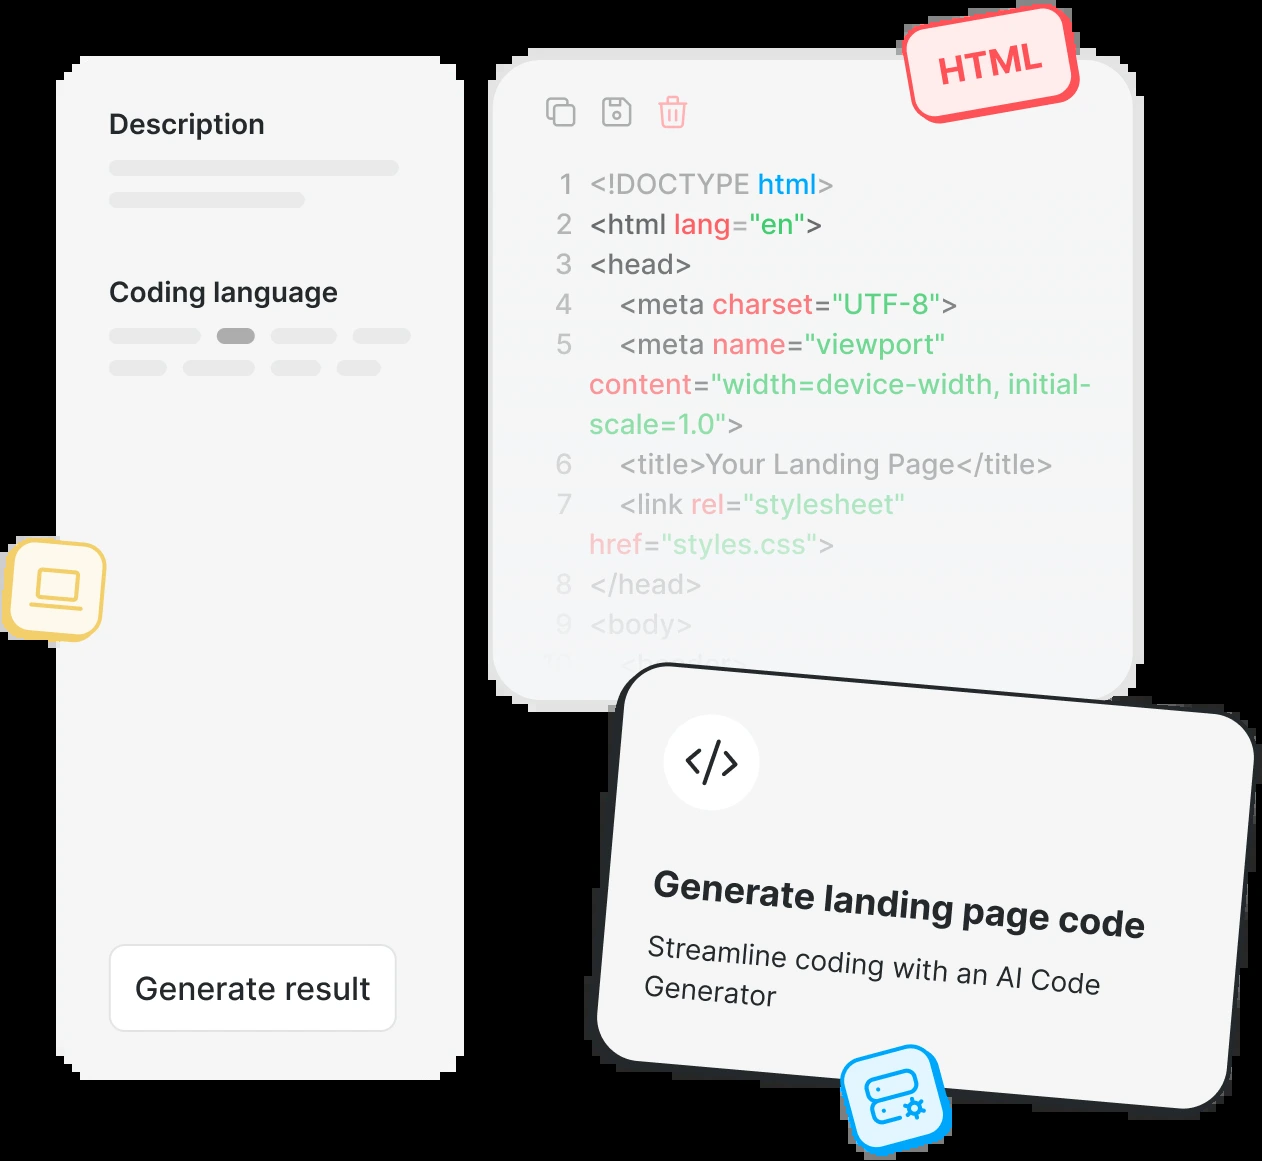 Description
Coding language
Generate result
HTML
1 <!DOCTYPE html>
2 <html lang="en">
3 <head>
4 <meta charset="UTF-8">
5 <meta name="viewport"
content="width=device-width, initial-
scale=1.0">
6 <title>Your Landing Page</title>
7 <link rel="stylesheet"
href="styles.css">
8 </head>
9 <body>
10 <header>
Generate landing page code
Streamline coding with an AI Code
Generator